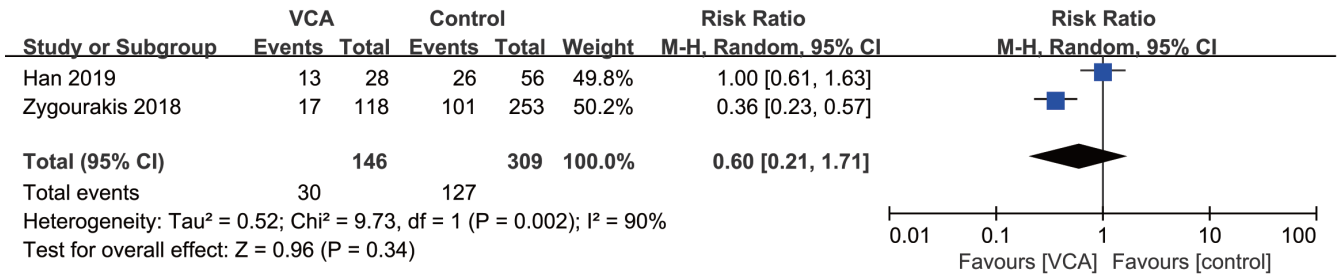 VCA Control Risk Ratio Risk Ratio
Study or Subgroup Events Total Events Total Weight M-H, Random, 95% CI M-H, Random, 95% CI
Han 2019 13 28 26 56 49.8% 1.00 [0.61, 1.63]
Zygourakis 2018 17 118 101 253 50.2% 0.36 [0.23, 0.57]
Total (95% CI) 146 309 100.0% 0.60 [0.21, 1.71]
Total events 30 127
Heterogeneity: Tau² = 0.52; Chi² = 9.73, df = 1 (P = 0.002); I² = 90%
Test for overall effect: Z = 0.96 (P = 0.34)
0.01 0.1 1 10 100
Favours [VCA] Favours [control]